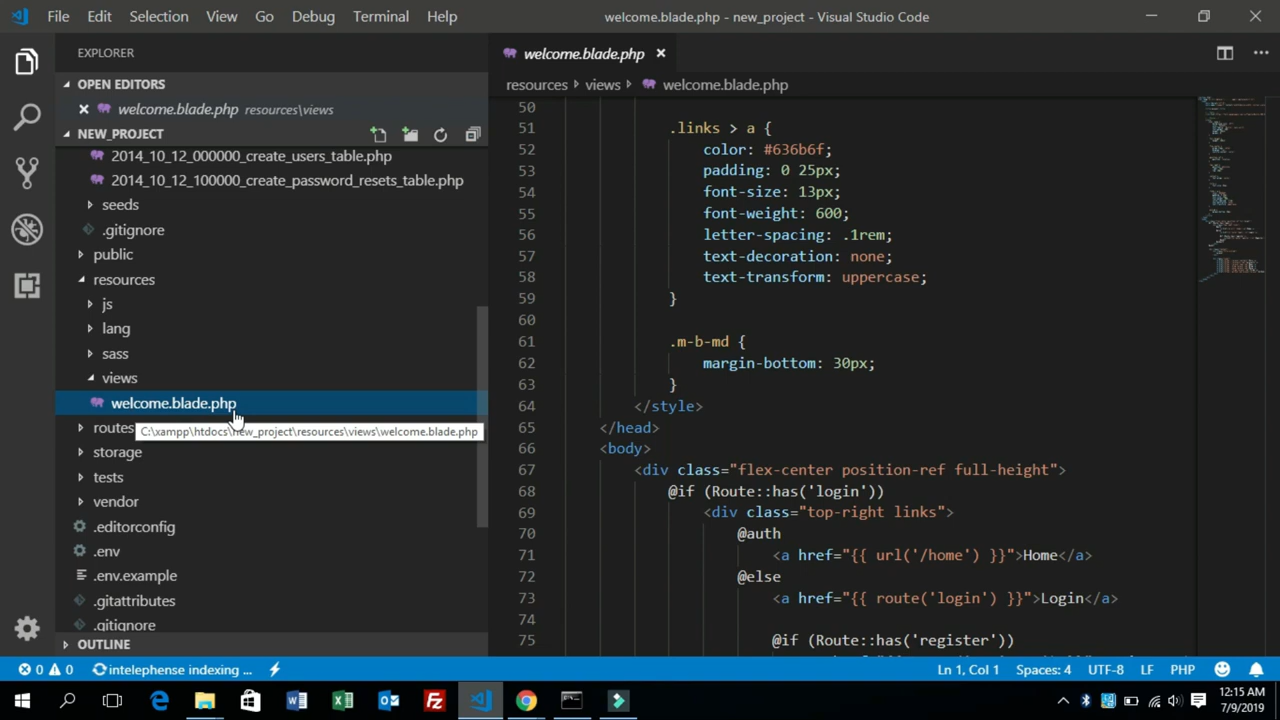 File Edit Selection View Go Debug Terminal Help
welcome.blade.php - new_project - Visual Studio Code
EXPLORER
OPEN EDITORS
welcome.blade.php resources\views
NEW_PROJECT
2014_10_12_000000_create_users_table.php
2014_10_12_100000_create_password_resets_table.php
seeds
.gitignore
public
resources
js
lang
sass
views
welcome.blade.php
routes
C:\xampp\htdocs\new_project\resources\views\welcome.blade.php
storage
tests
vendor
.editorconfig
.env
.env.example
.gitattributes
.gitignore
OUTLINE
welcome.blade.php
resources views welcome.blade.php
50
51 .links > a {
52 color: #636b6f;
53 padding: 0 25px;
54 font-size: 13px;
55 font-weight: 600;
56 letter-spacing: .1rem;
57 text-decoration: none;
58 text-transform: uppercase;
59 }
60
61 .m-b-md {
62 margin-bottom: 30px;
63 }
64 </style>
65 </head>
66 <body>
67 <div class="flex-center position-ref full-height">
68 @if (Route::has('login'))
69 <div class="top-right links">
70 @auth
71 <a href="{{ url('/home') }}">Home</a>
72 @else
73 <a href="{{ route('login') }}">Login</a>
74
75 @if (Route::has('register'))
0 0 intelephense indexing ...
Ln 1, Col 1 Spaces: 4 UTF-8 LF PHP
12:15 AM
7/9/2019